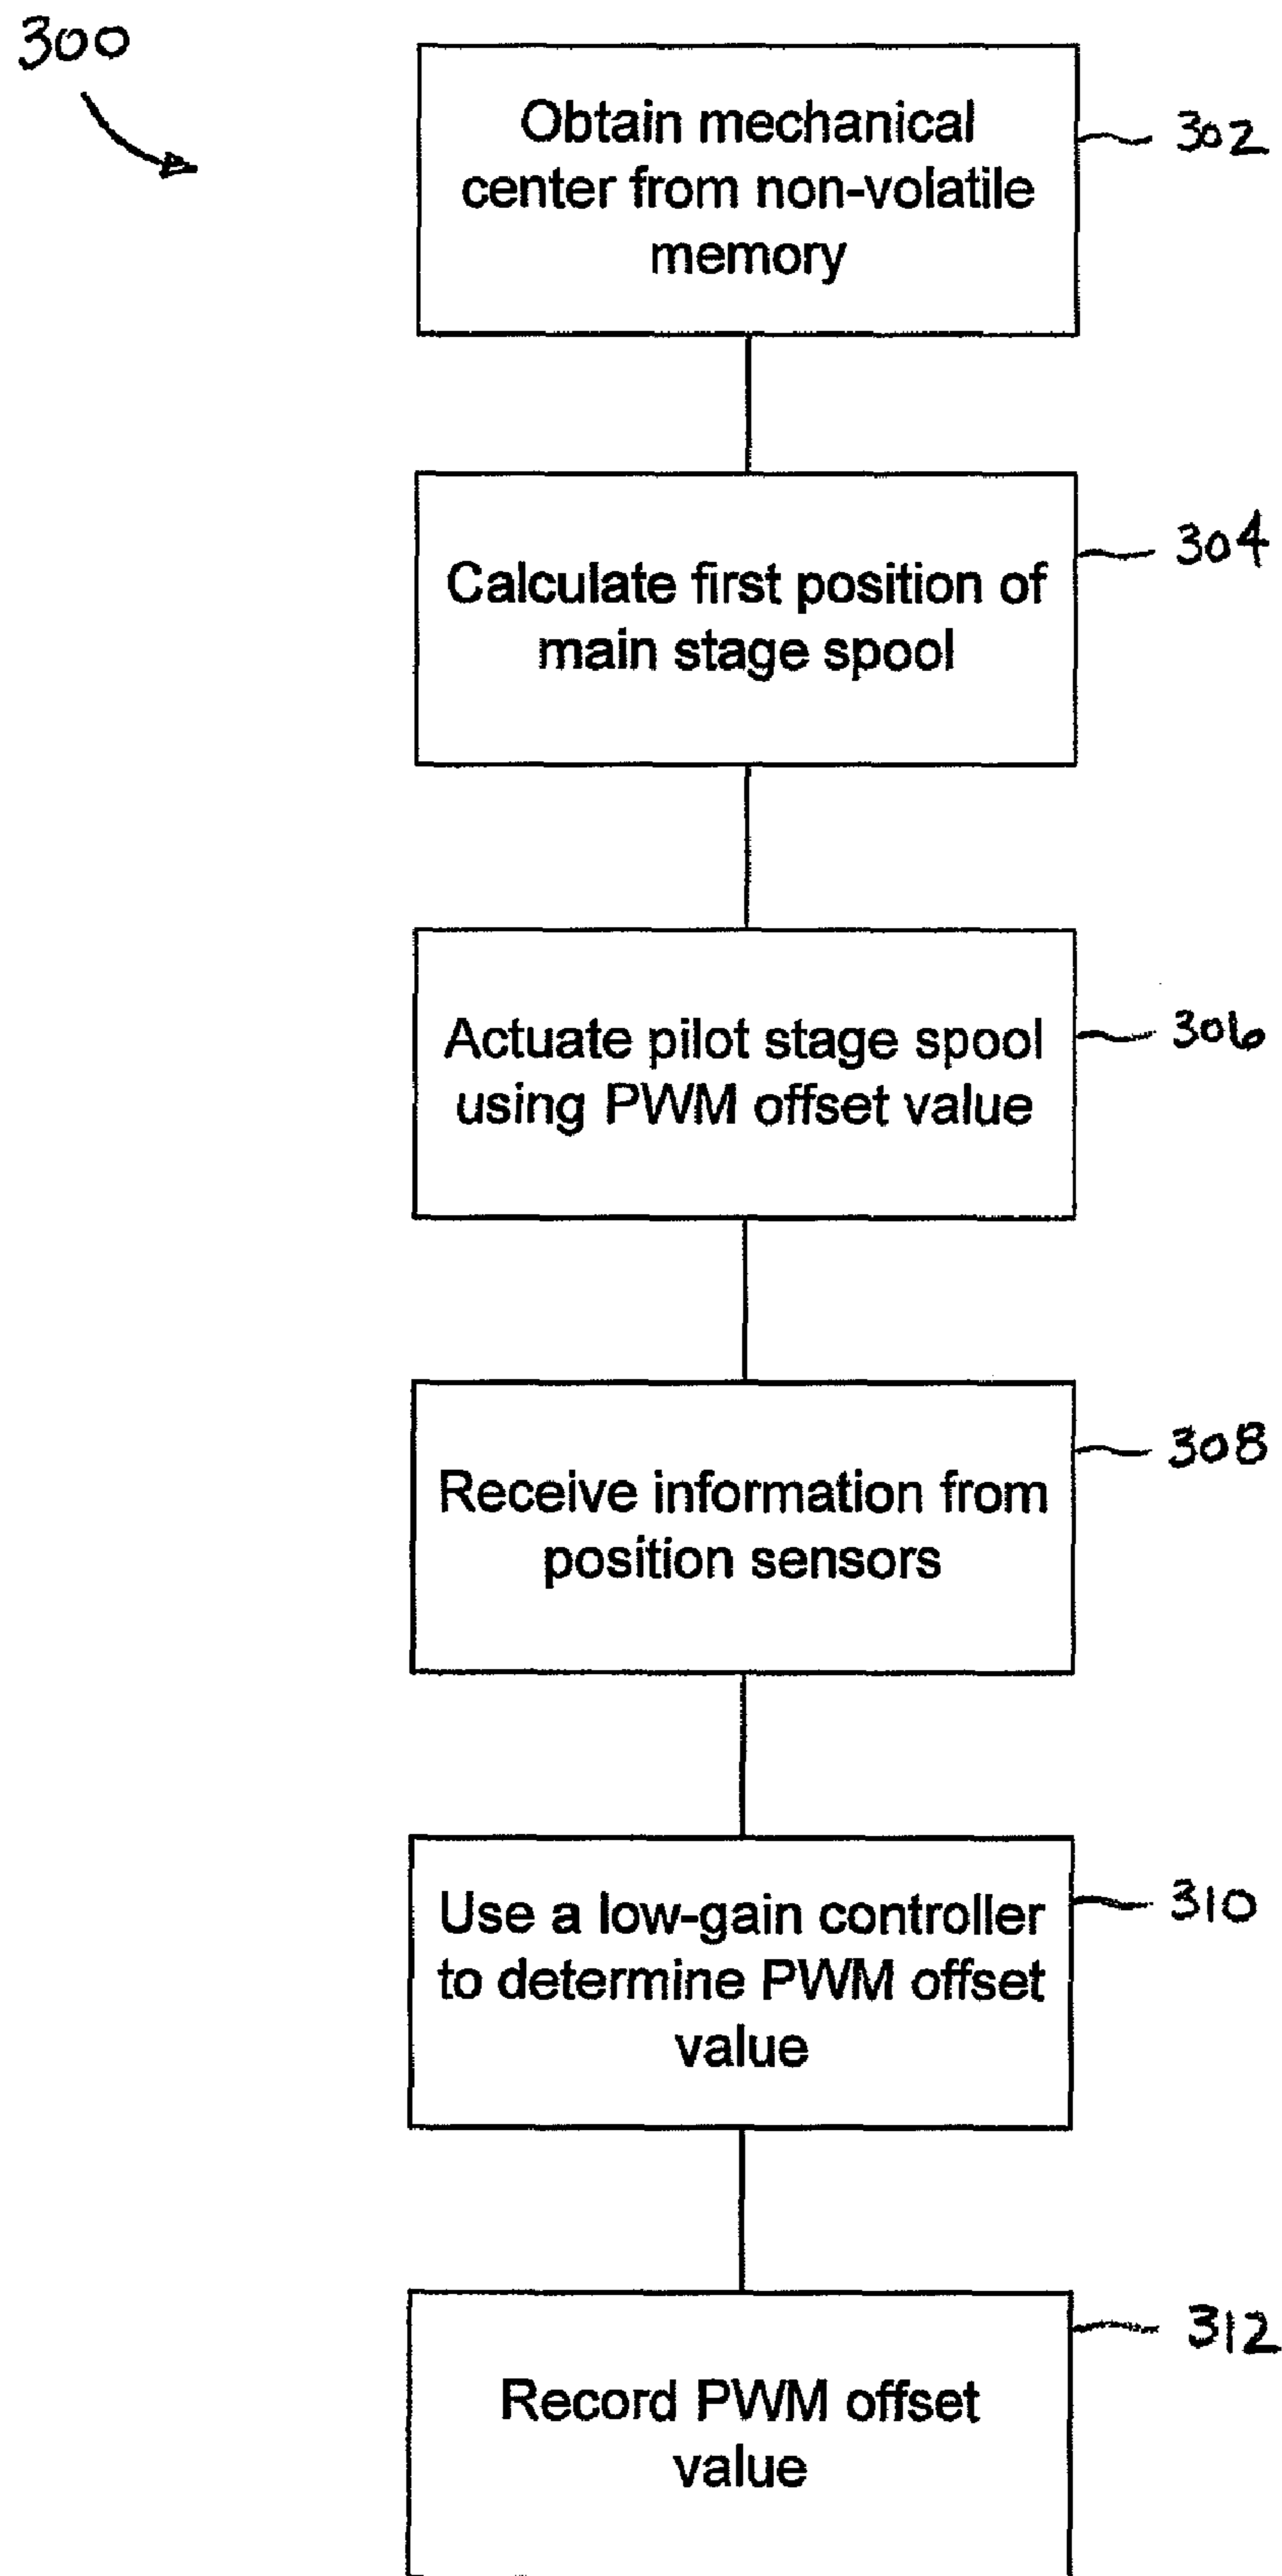 300
Obtain mechanical
center from non-volatile
memory
302
Calculate first position of
main stage spool
304
Actuate pilot stage spool
using PWM offset value
306
Receive information from
position sensors
308
Use a low-gain controller
to determine PWM offset
value
310
Record PWM offset
value
312